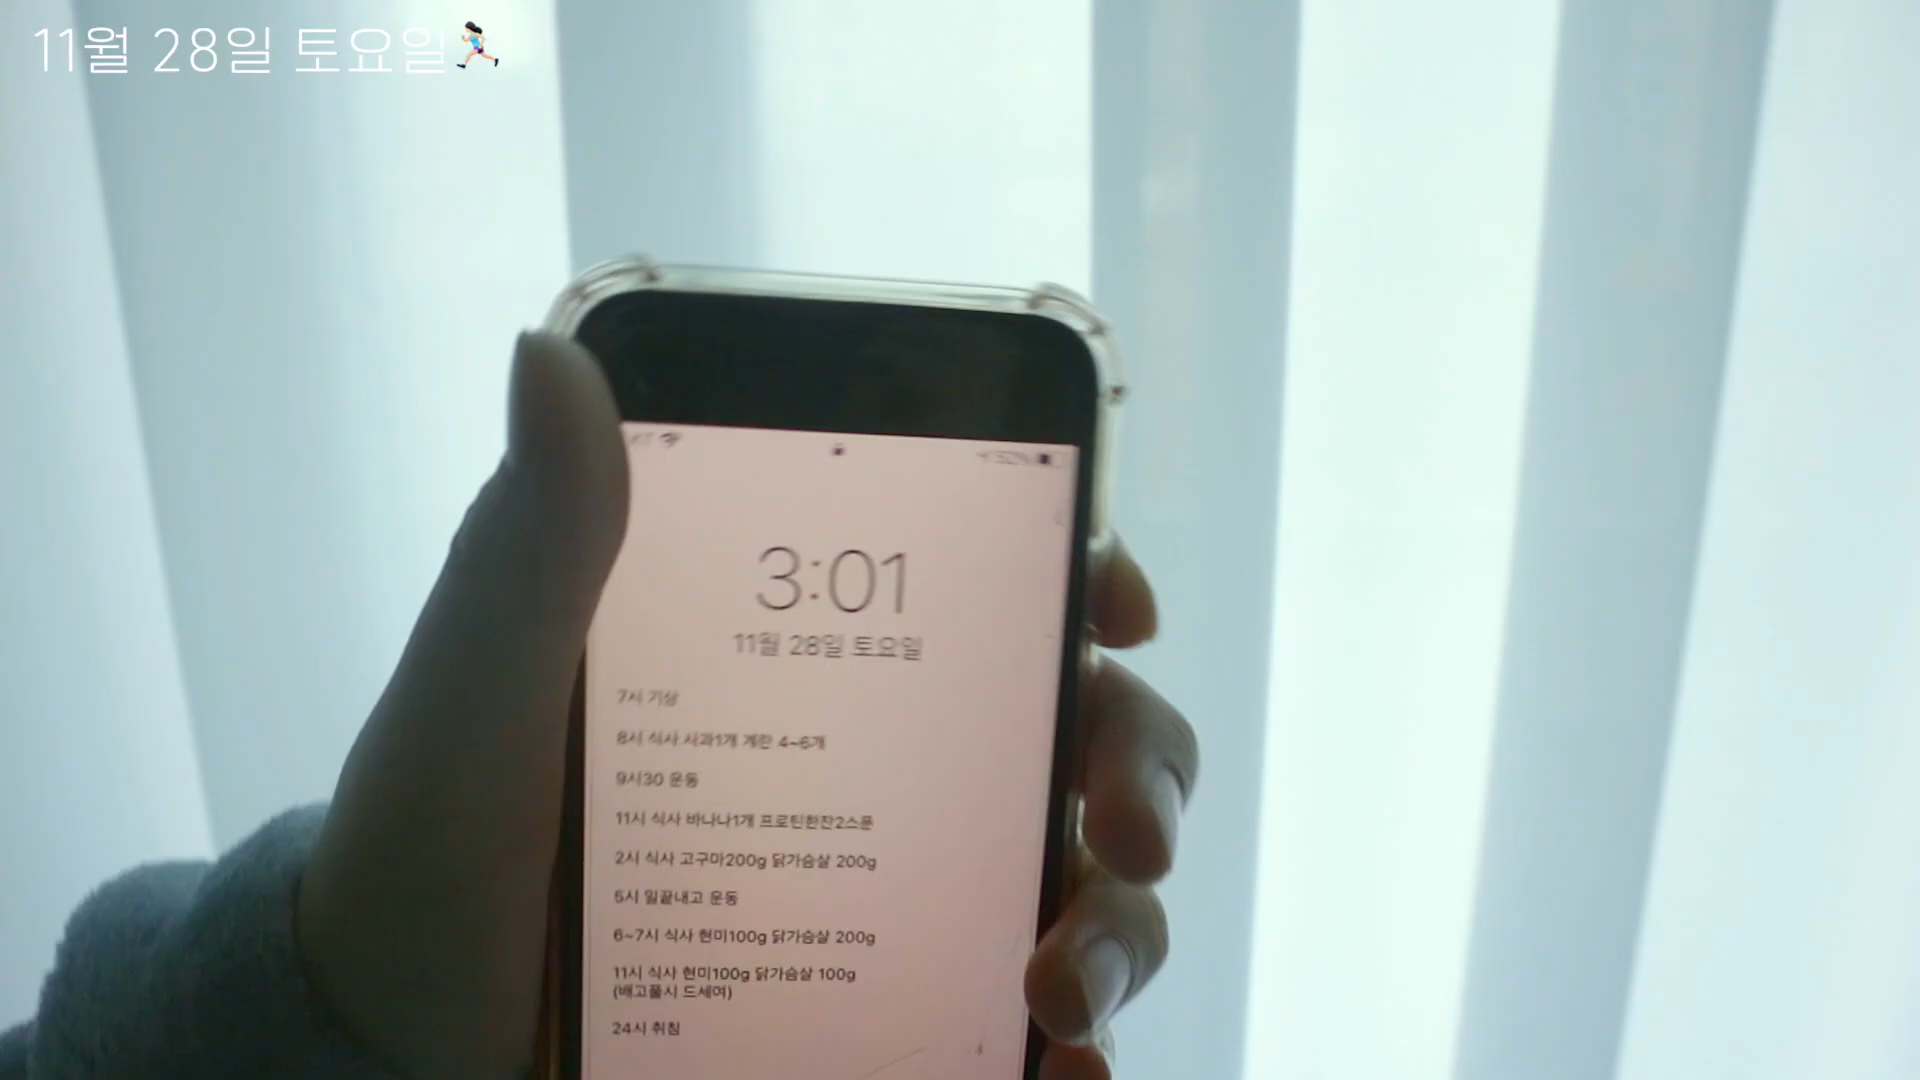 11월 28일 토요일
KT
52%
3:01
11월 28일 토요일
7시 기상
8시 식사 사과1개 계란 4~6개
9시30 운동
11시 식사 바나나1개 프로틴한잔2스푼
2시 식사 고구마200g 닭가슴살 200g
5시 일끝내고 운동
6~7시 식사 현미100g 닭가슴살 200g
11시 식사 현미100g 닭가슴살 100g
(배고플시 드세여)
24시 취침